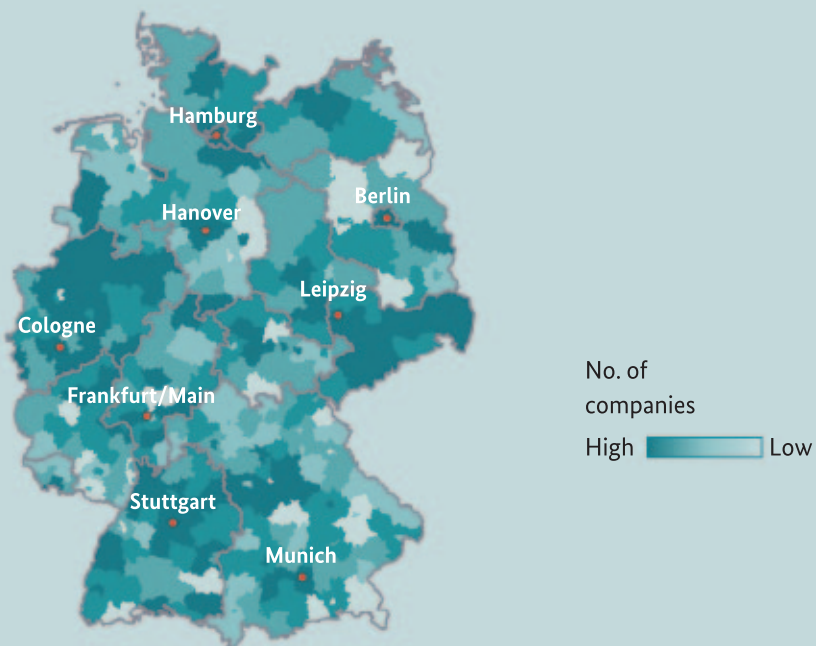 Hamburg
Berlin
Hanover
Leipzig
Cologne
Frankfurt/Main
Stuttgart
Munich
No. of
companies
High Low